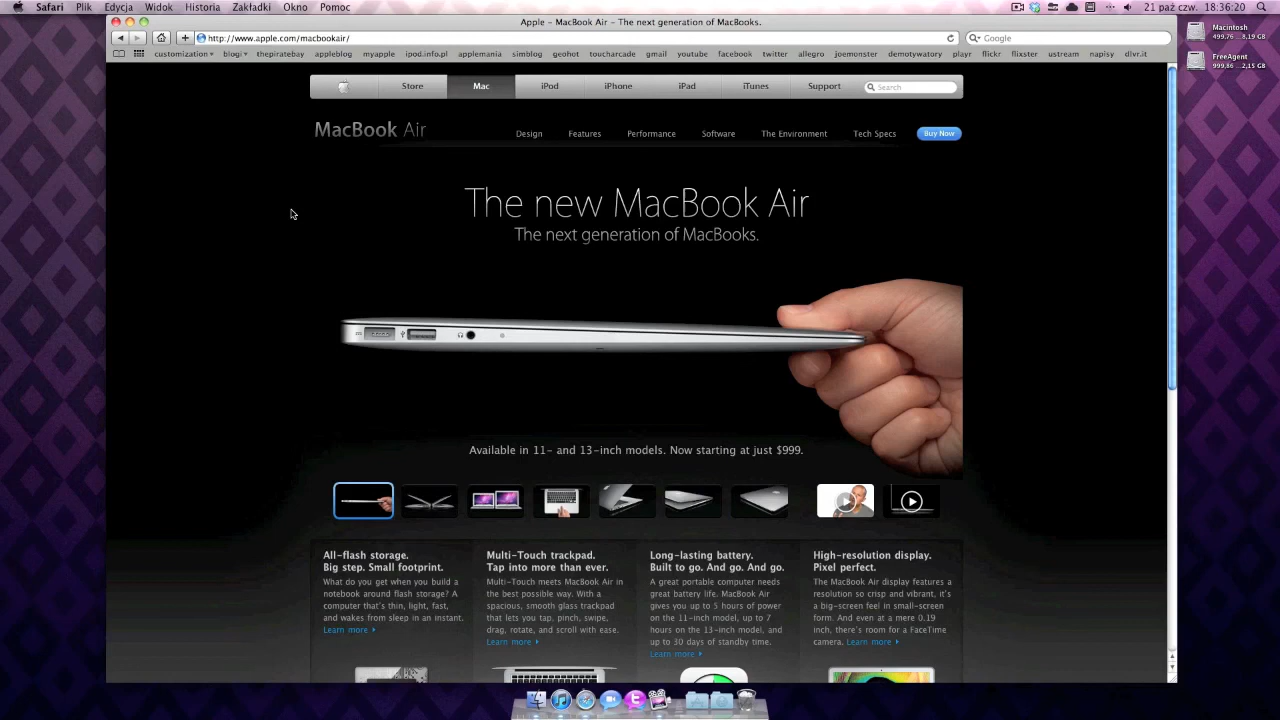 Safari Plik Edycja Widok Historia Zakładki Okno Pomoc 21 paź czw. 18:36:20
Apple – MacBook Air – The next generation of MacBooks.
http://www.apple.com/macbookair/ Google
customization blogi thepiratebay appleblog myapple ipod.info.pl applemania simblog geohot toucharcade gmail youtube facebook twitter allegro joemonster demotywatory playr flickr flixster ustream napisy dlvr.it
Macintosh
499.76 ...8,19 GB
FreeAgent
999,86 ...2,15 GB
Store Mac iPod iPhone iPad iTunes Support Search
MacBook Air Design Features Performance Software The Environment Tech Specs Buy Now
The new MacBook Air
The next generation of MacBooks.
Available in 11- and 13-inch models. Now starting at just $999.
All-flash storage.
Big step. Small footprint.
What do you get when you build a
notebook around flash storage? A
computer that's thin, light, fast,
and wakes from sleep in an instant.
Learn more
Multi-Touch trackpad.
Tap into more than ever.
Multi-Touch meets MacBook Air in
the best possible way. With a
spacious, smooth glass trackpad
that lets you tap, pinch, swipe,
drag, rotate, and scroll with ease.
Learn more
Long-lasting battery.
Built to go. And go. And go.
A great portable computer needs
great battery life. MacBook Air
gives you up to 5 hours of power
on the 11-inch model, up to 7
hours on the 13-inch model, and
up to 30 days of standby time.
Learn more
High-resolution display.
Pixel perfect.
The MacBook Air display features a
resolution so crisp and vibrant, it's
a big-screen feel in small-screen
form. And even at a mere 0.19
inch, there's room for a FaceTime
camera. Learn more